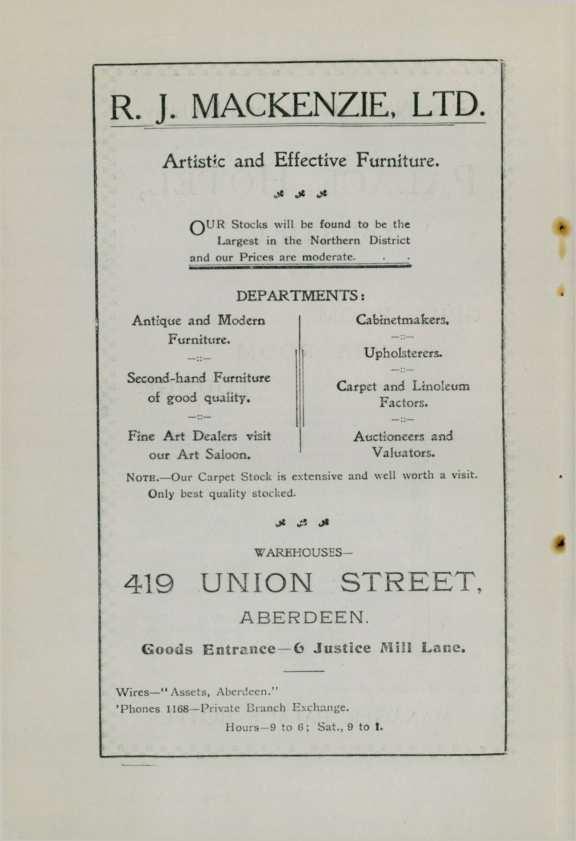 R. J. MACKENZIE, LTD.
Artistic and Effective Furniture.
OUR Stocks will be found to be the
Largest in the Northern District
and our Prices are moderate. . .
DEPARTMENTS:
Antique and Modern
Furniture.
—::—
Second-hand Furniture
of good quality.
—::—
Fine Art Dealers visit
our Art Saloon.
Cabinetmakers.
—::—
Upholsterers.
—::—
Carpet and Linoleum
Factors.
—::—
Auctioneers and
Valuators.
NOTE.—Our Carpet Stock is extensive and well worth a visit.
Only best quality stocked.
WAREHOUSES—
419 UNION STREET,
ABERDEEN.
Goods Entrance—6 Justice Mill Lane.
Wires—"Assets, Aberdeen."
'Phones 1168—Private Branch Exchange.
Hours—9 to 6; Sat., 9 to 1.